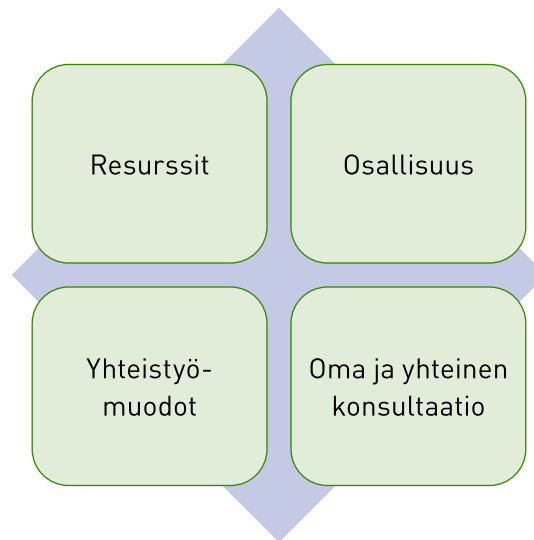 Resurssit
Osallisuus
Yhteistyö-
muodot
Oma ja yhteinen
konsultaatio